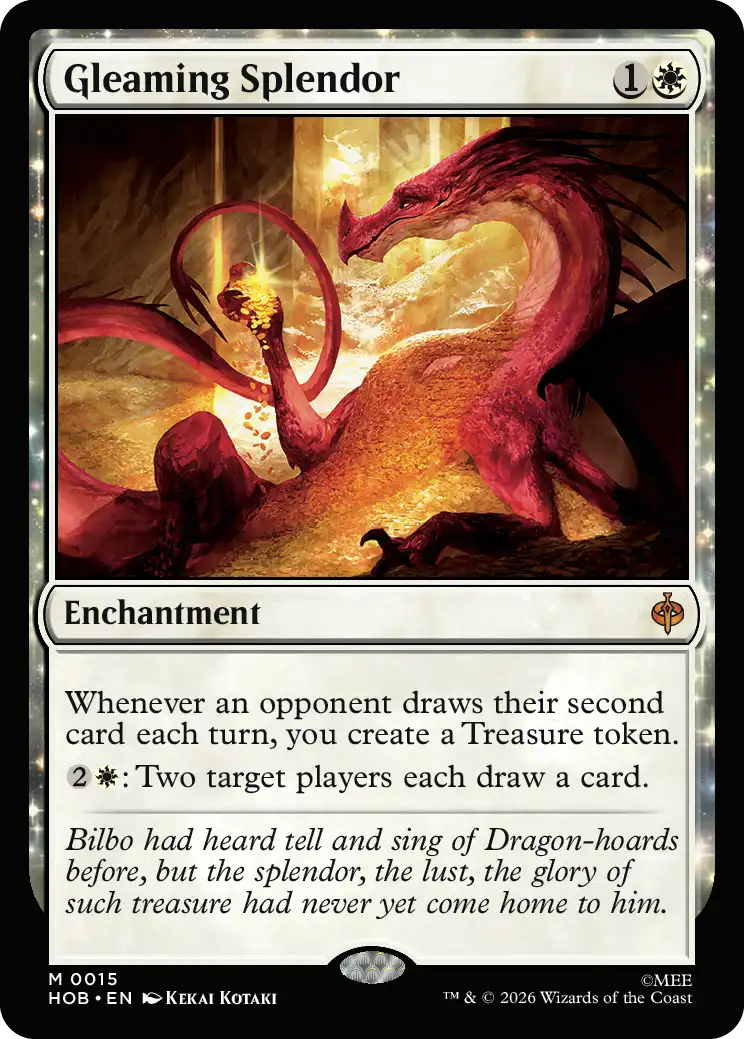 Gleaming Splendor 1
Enchantment
Whenever an opponent draws their second
card each turn, you create a Treasure token.
2 : Two target players each draw a card.
Bilbo had heard tell and sing of Dragon-hoards
before, but the splendor, the lust, the glory of
such treasure had never yet come home to him.
M 0015
HOB • EN Kekai Kotaki
©MEE
™ & © 2026 Wizards of the Coast